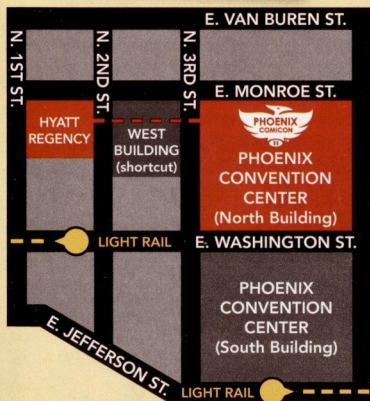 E. VAN BUREN ST.
N. 1ST ST.
N. 2ND ST.
N. 3RD ST.
E. MONROE ST.
HYATT
REGENCY
WEST
BUILDING
(shortcut)
PHOENIX
COMICON
PHOENIX
CONVENTION
CENTER
(North Building)
LIGHT RAIL
E. WASHINGTON ST.
PHOENIX
CONVENTION
CENTER
(South Building)
E. JEFFERSON ST.
LIGHT RAIL